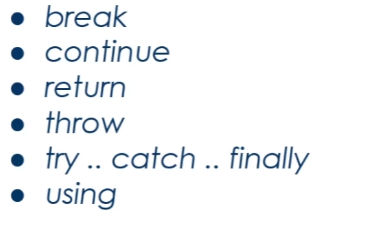 • break
• continue
• return
• throw
• try .. catch .. finally
• using